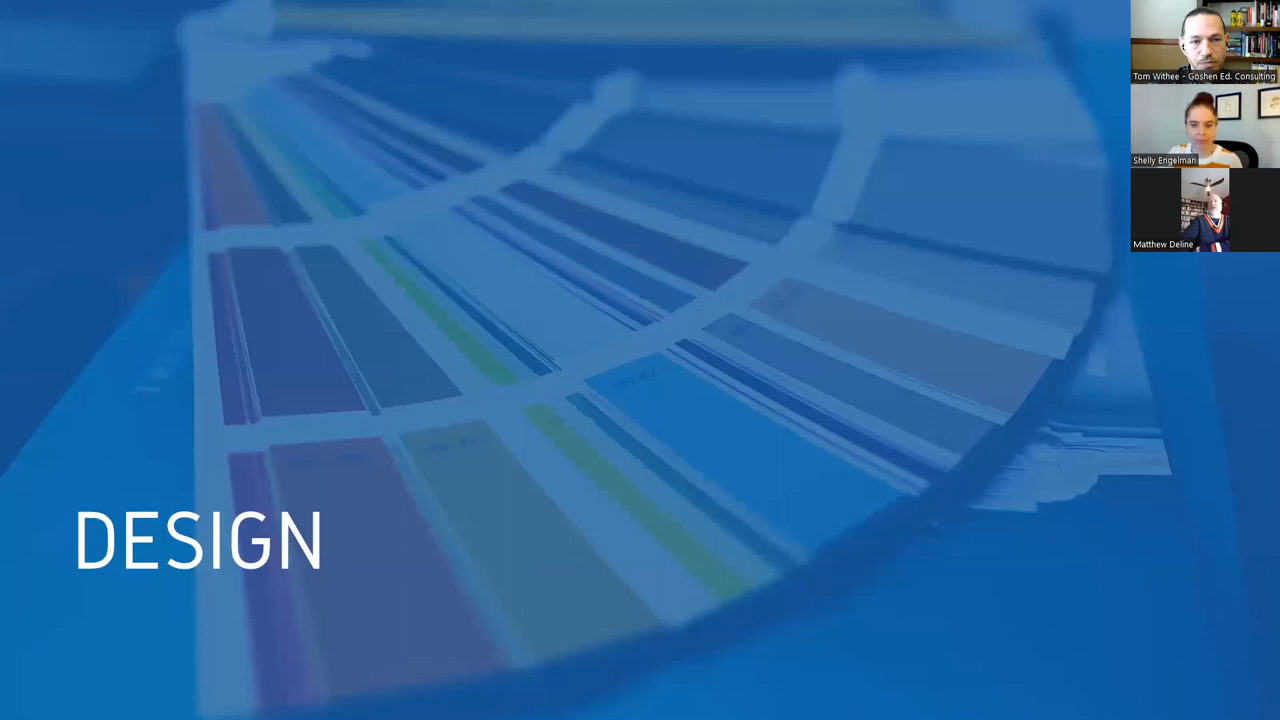 DESIGN
Tom Withee - Goshen Ed. Consulting
Shelly Engelman
Matthew Deline